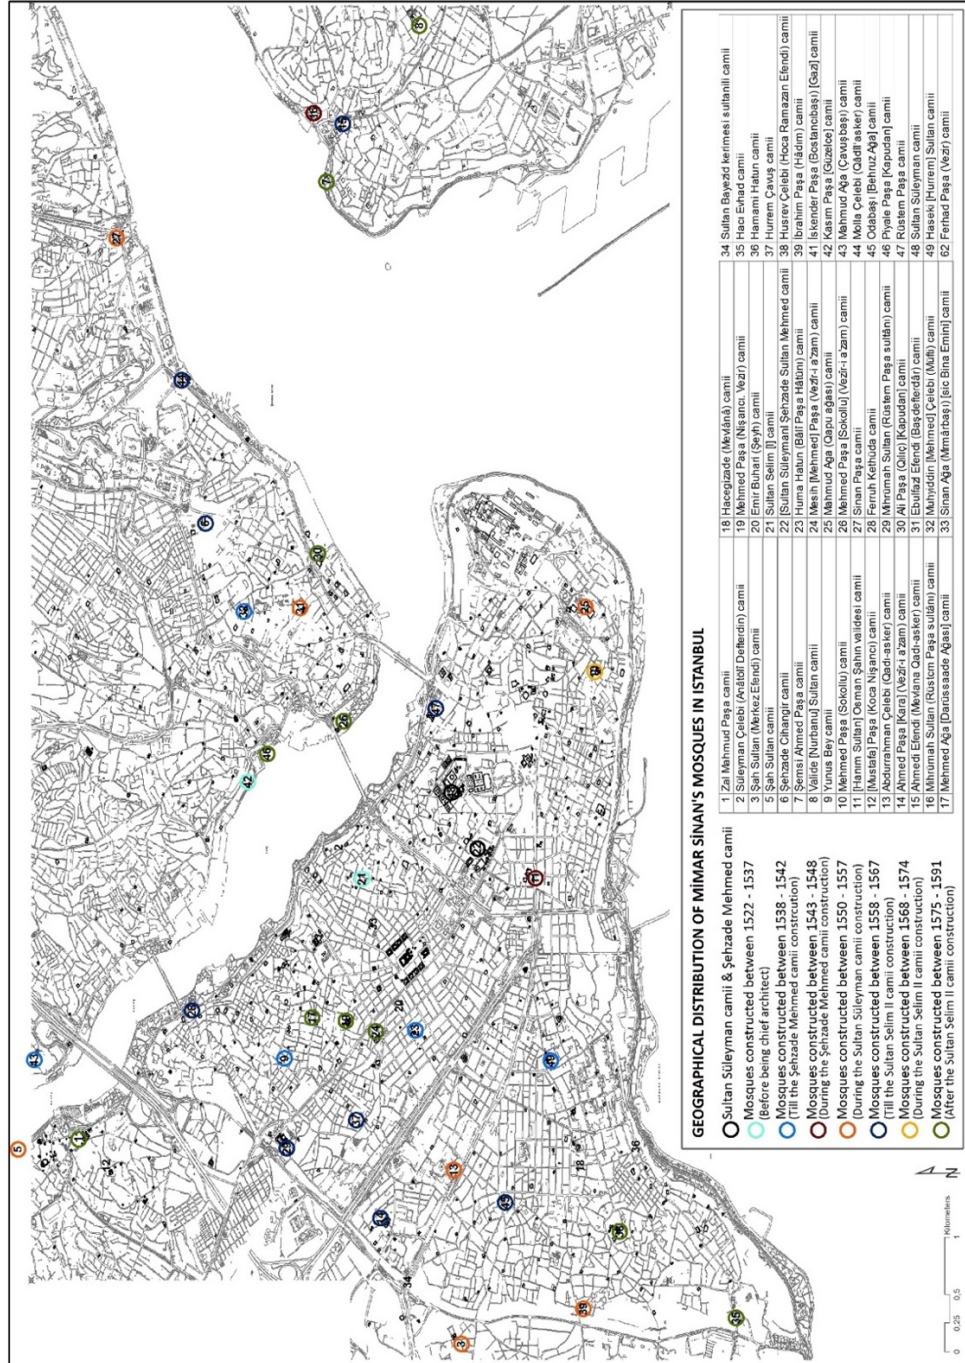 GEOGRAPHICAL DISTRIBUTION OF MİMAR SİNAN'S MOSQUES IN ISTANBUL
Sultan Süleyman camii & Şehzade Mehmed camii
Mosques constructed between 1522 - 1537
(Before being chief architect)
Mosques constructed between 1538 - 1542
(Till the Şehzade Mehmed camii constrcution)
Mosques constructed between 1543 - 1548
(During the Şehzade Mehmed camii construction)
Mosques constructed between 1550 - 1557
(During the Sultan Süleyman camii construction)
Mosques constructed between 1558 - 1567
(Till the Sultan Selim II camii construction)
Mosques constructed between 1568 - 1574
(During the Sultan Selim II camii construction)
Mosques constructed between 1575 - 1591
(After the Sultan Selim II camii construction)
1 Zal Mahmud Paşa camii
2 Süleyman Çelebi (Anâtôlî Defterdin) camii
3 Şah Sultan (Merkez Efendi) camii
5 Şah Sultan camii
6 Şehzade Cihangir camii
7 Şemsi Ahmed Paşa camii
8 Valide [Nurbanu] Sultan camii
9 Yunus Bey camii
10 Mehmed Paşa (Sokollu) camii
11 [Hanım Sultan] Osman Şahın validesi camii
12 [Mustafa] Paşa (Koca Nişancı) camii
13 Abdurrahman Çelebi (Qadı-asker) camii
14 Ahmed Paşa [Kara] (Vezîr-i a'zam) camii
15 Ahmedi Efendi (Mevlana Qadı-asker) camii
16 Mihrümah Sultan (Rüstem Paşa sultânı) camii
17 Mehmed Ağa [Darüssaade Ağası] camii
18 Hacegizade (Mevlânâ) camii
19 Mehmed Paşa (Nişancı, Vezir) camii
20 Emir Buhari (Şeyh) camii
21 Sultan Selim [I] camii
22 [Sultan Süleyman] Şehzade Sultan Mehmed camii
23 Huma Hatun (Bâlî Paşa Hâtûnı) camii
24 Mesih [Mehmed] Paşa (Vezîr-i a'zam) camii
25 Mahmud Ağa (Qapu ağası) camii
26 Mehmed Paşa [Sokollu] (Vezîr-i a'zam) camii
27 Sinan Paşa camii
28 Ferruh Kethüda camii
29 Mihrümah Sultan (Rüstem Paşa sultânı) camii
30 Ali Paşa (Qılıç) [Kapudan] camii
31 Ebulfazl Efendi (Başdefterdâr) camii
32 Muhyiddin [Mehmed] Çelebi (Müfti) camii
33 Sinan Ağa (Mimârbaşı) [sic Bina Emini] camii
34 Sultan Bayezid kerimesi sultanili camii
35 Hacı Evhad camii
36 Hamami Hatun camii
37 Hurrem Çavuş camii
38 Husrev Çelebi (Hoca Ramazan Efendi) camii
39 İbrahim Paşa (Hâdım) camii
41 İskender Paşa (Bostancıbaşı) [Gazi] camii
42 Kasım Paşa [Güzelce] camii
43 Mahmud Ağa (Çavuşbaşı) camii
44 Molla Çelebi (Qâdîl'asker) camii
45 Odabaşı [Behruz Ağa] camii
46 Piyale Paşa [Kapudan] camii
47 Rüstem Paşa camii
48 Sultan Süleyman camii
49 Haseki [Hurrem] Sultan camii
62 Ferhad Paşa (Vezir) camii
0 0,25 0,5 1
Kilometers
N